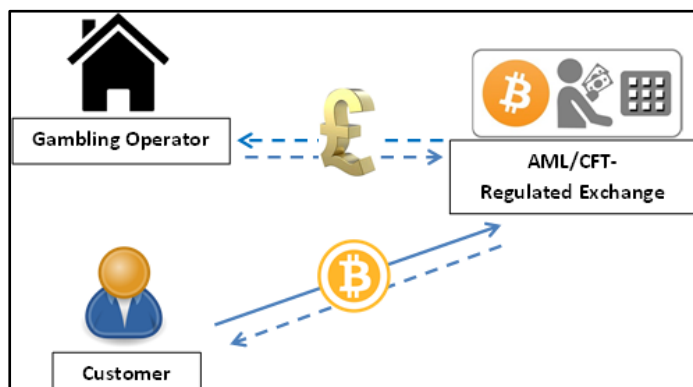 Gambling Operator
£
AML/CFT-
Regulated Exchange
Customer